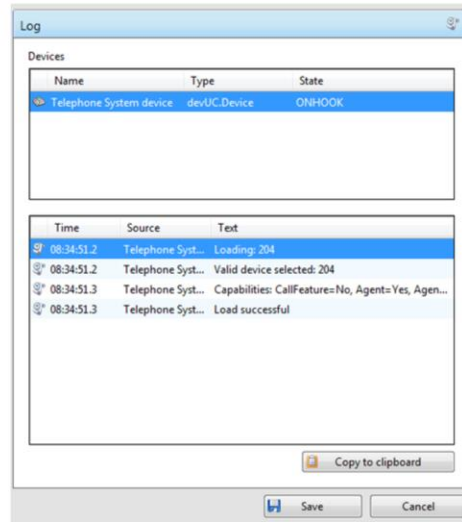 Log
Devices
Name Type State
Telephone System device devUC.Device ONHOOK
Time Source Text
08:34:51.2 Telephone Syst... Loading: 204
08:34:51.2 Telephone Syst... Valid device selected: 204
08:34:51.3 Telephone Syst... Capabilities: CallFeature=No, Agent=Yes, Agen...
08:34:51.3 Telephone Syst... Load successful
Copy to clipboard
Save Cancel